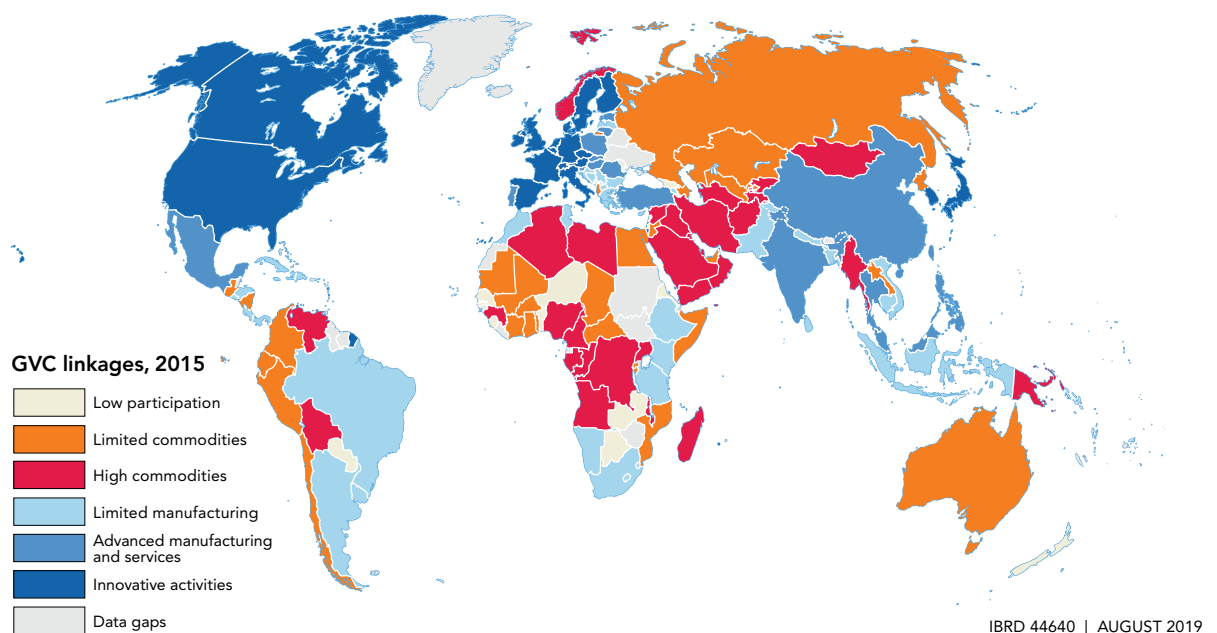 GVC linkages, 2015
Low participation
Limited commodities
High commodities
Limited manufacturing
Advanced manufacturing
and services
Innovative activities
Data gaps
IBRD 44640 | AUGUST 2019